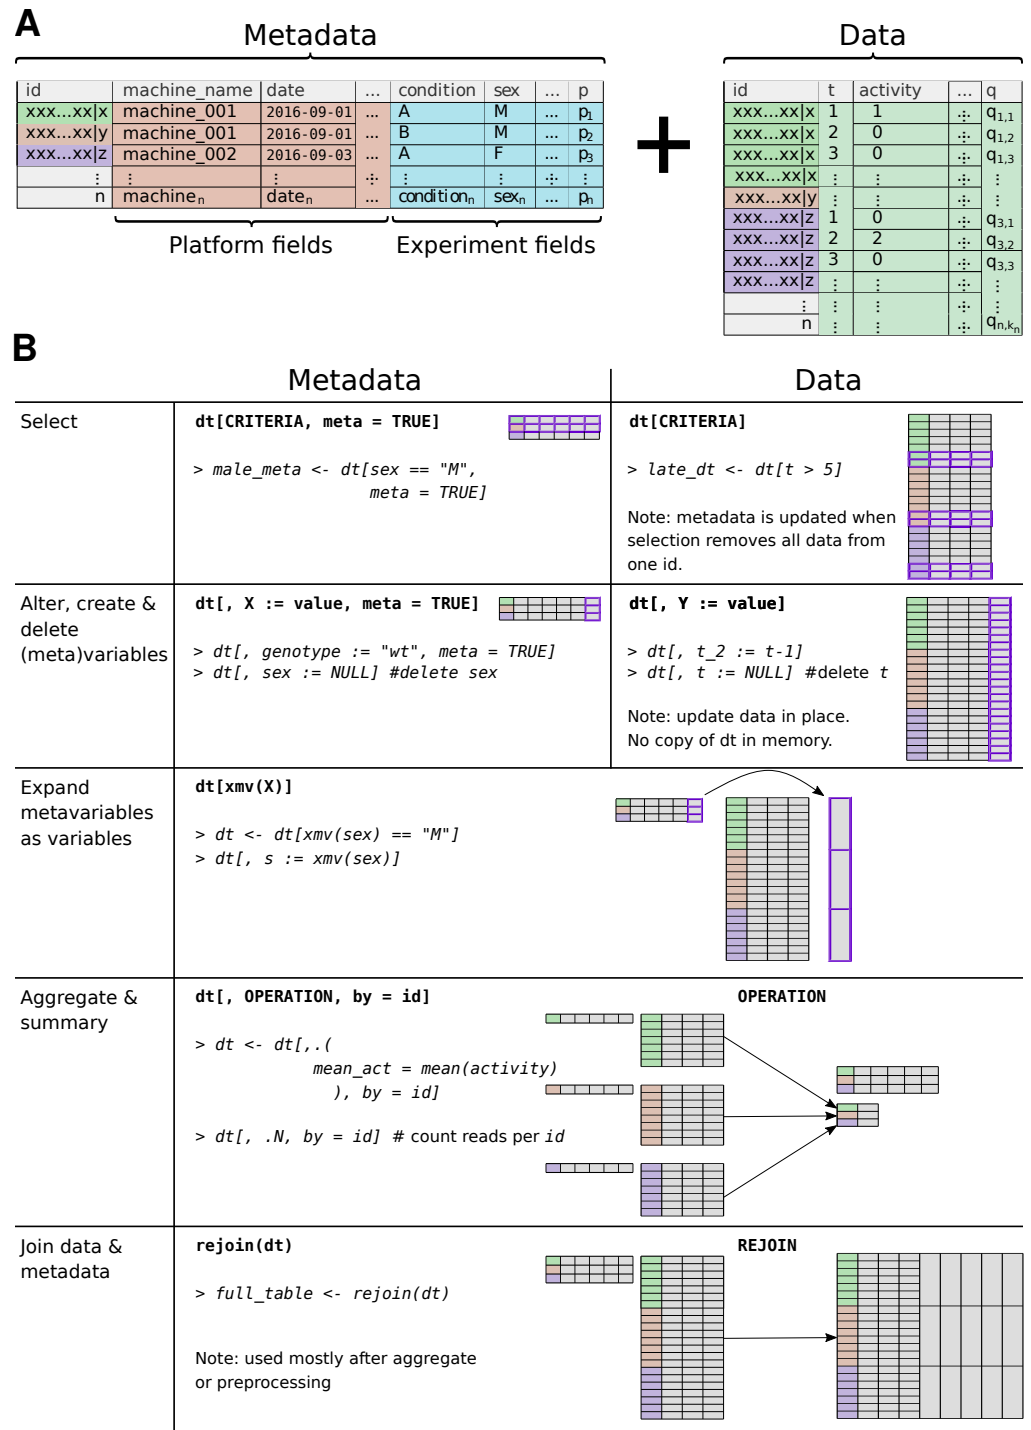 A
Metadata
Data
id machine_name date ... condition sex ... p
xxx...xx|x machine_001 2016-09-01 ... A M ... p1
xxx...xx|y machine_001 2016-09-01 ... B M ... p2
xxx...xx|z machine_002 2016-09-03 ... A F ... p3
⋮ ⋮ ⋮ ⋮ ⋮ ⋮ ⋮
n machinen daten ... conditionn sexn ... pn
Platform fields
Experiment fields
+
id t activity ... q
xxx...xx|x 1 1 q1,1
xxx...xx|x 2 0 q1,2
xxx...xx|x 3 0 q1,3
xxx...xx|x ⋮ ⋮ ⋮
xxx...xx|y ⋮ ⋮ ⋮
xxx...xx|z 1 0 q3,1
xxx...xx|z 2 2 q3,2
xxx...xx|z 3 0 q3,3
xxx...xx|z ⋮ ⋮ ⋮
⋮ ⋮ ⋮ ⋮
n ⋮ ⋮ qn,kn
B
Metadata
Data
Select
dt[CRITERIA, meta = TRUE]
> male_meta <- dt[sex == "M",
meta = TRUE]
dt[CRITERIA]
> late_dt <- dt[t > 5]
Note: metadata is updated when
selection removes all data from
one id.
Alter, create &
delete
(meta)variables
dt[, X := value, meta = TRUE]
> dt[, genotype := "wt", meta = TRUE]
> dt[, sex := NULL] #delete sex
dt[, Y := value]
> dt[, t_2 := t-1]
> dt[, t := NULL] #delete t
Note: update data in place.
No copy of dt in memory.
Expand
metavariables
as variables
dt[xmv(X)]
> dt <- dt[xmv(sex) == "M"]
> dt[, s := xmv(sex)]
Aggregate &
summary
dt[, OPERATION, by = id]
> dt <- dt[,.(
mean_act = mean(activity)
), by = id]
> dt[, .N, by = id] # count reads per id
OPERATION
Join data &
metadata
rejoin(dt)
> full_table <- rejoin(dt)
Note: used mostly after aggregate
or preprocessing
REJOIN